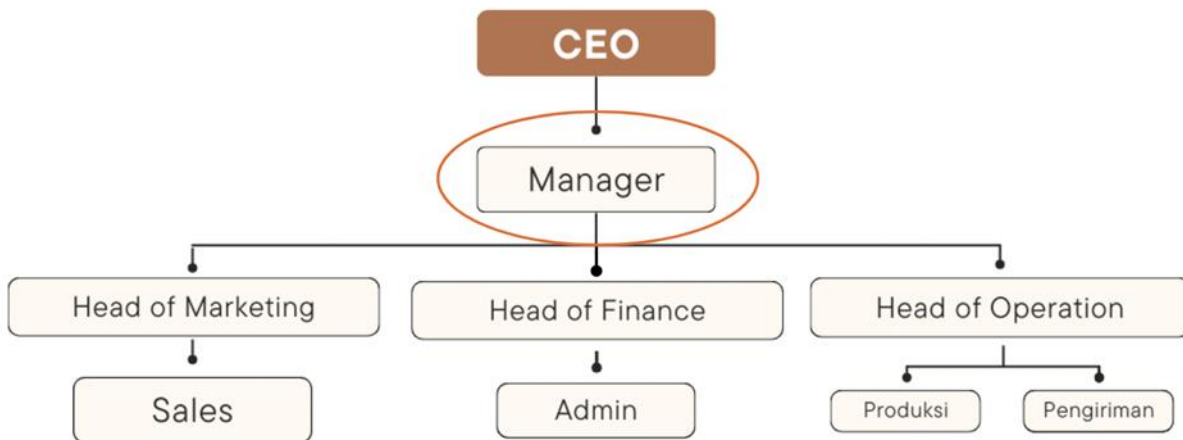 CEO
Manager
Head of Marketing
Head of Finance
Head of Operation
Sales
Admin
Produksi
Pengiriman